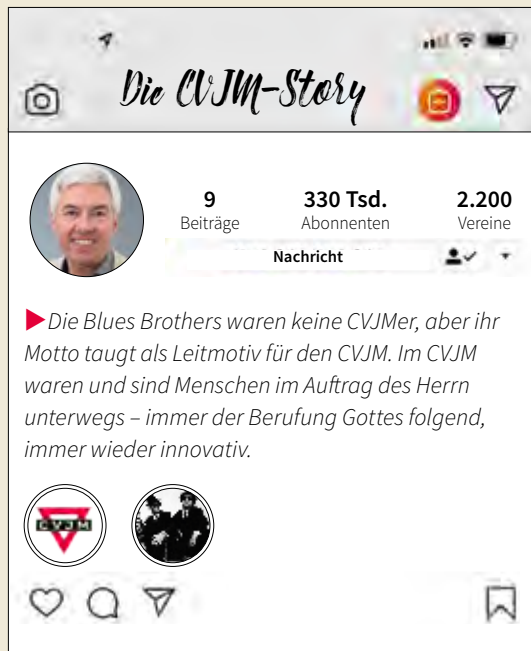 Die CVJM-Story
9 330 Tsd. 2.200
Beiträge Abonnenten Vereine
Nachricht
Die Blues Brothers waren keine CVJMer, aber ihr
Motto taugt als Leitmotiv für den CVJM. Im CVJM
waren und sind Menschen im Auftrag des Herrn
unterwegs – immer der Berufung Gottes folgend,
immer wieder innovativ.
CVJM